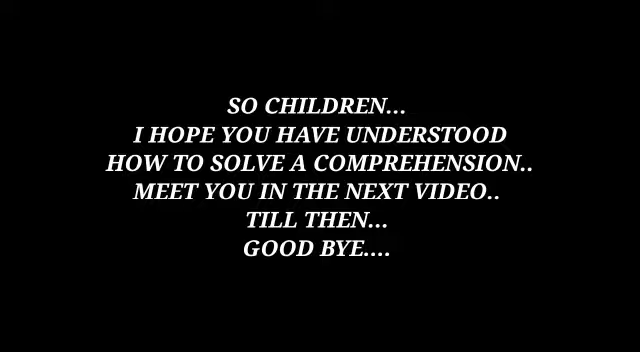 SO CHILDREN...
I HOPE YOU HAVE UNDERSTOOD
HOW TO SOLVE A COMPREHENSION..
MEET YOU IN THE NEXT VIDEO..
TILL THEN...
GOOD BYE....